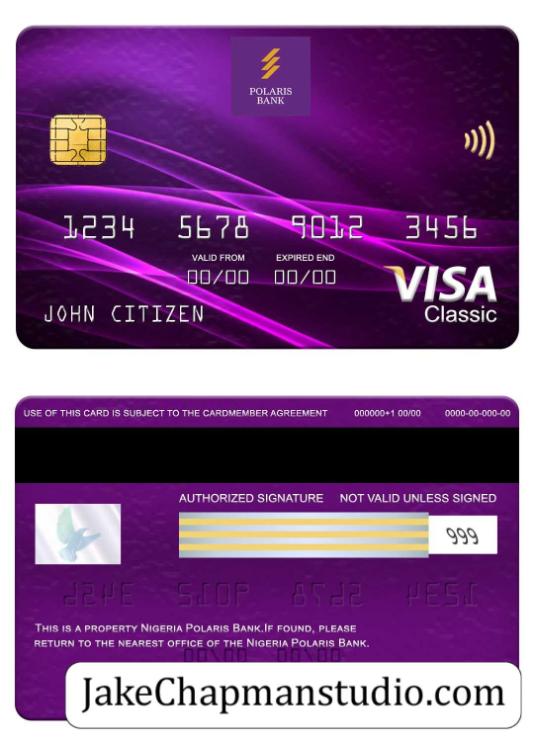 POLARIS
BANK
1234 5678 9012 3456
VALID FROM EXPIRED END
00/00 00/00
VISA
JOHN CITIZEN Classic
USE OF THIS CARD IS SUBJECT TO THE CARDMEMBER AGREEMENT 000000+1 00/00 0000-00-000-00
AUTHORIZED SIGNATURE NOT VALID UNLESS SIGNED
999
THIS IS A PROPERTY NIGERIA POLARIS BANK.IF FOUND, PLEASE
RETURN TO THE NEAREST OFFICE OF THE NIGERIA POLARIS BANK.
JakeChapmanstudio.com